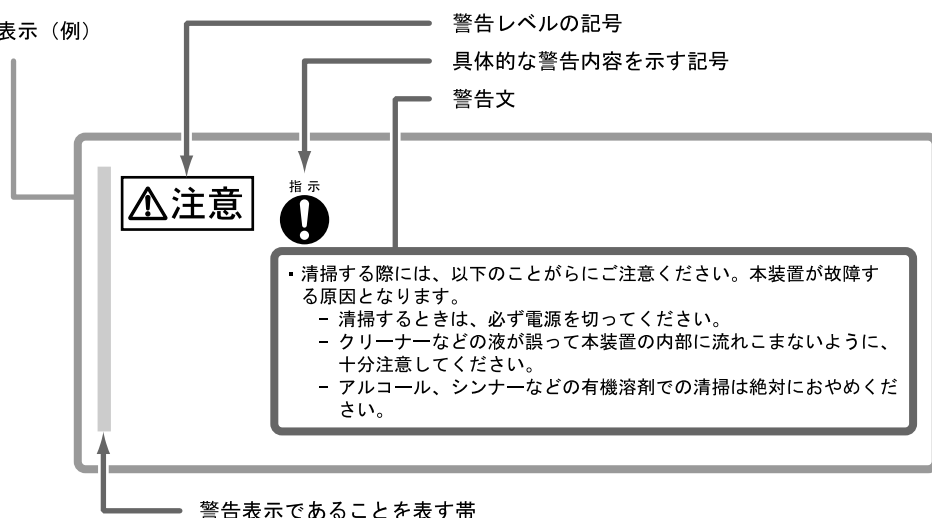 表示（例）
警告レベルの記号
具体的な警告内容を示す記号
警告文
注意
指示
・清掃する際には、以下のことがらにご注意ください。本装置が故障す
る原因となります。
－ 清掃するときは、必ず電源を切ってください。
－ クリーナーなどの液が誤って本装置の内部に流れこまないように、
十分注意してください。
－ アルコール、シンナーなどの有機溶剤での清掃は絶対におやめくだ
さい。
警告表示であることを表す帯